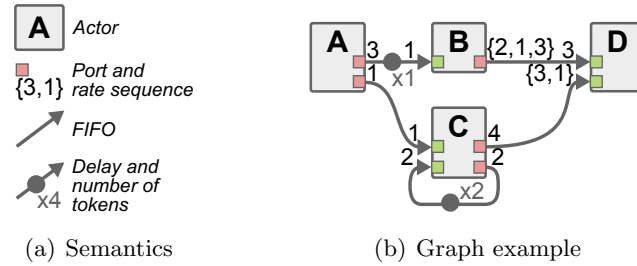 A Actor
Port and
{3,1} rate sequence
FIFO
Delay and
x4 number of
tokens
(a) Semantics
A 3 x1 1 B {2,1,3} 3 D
1 {3,1}
1 C 4
2 2
x2
(b) Graph example